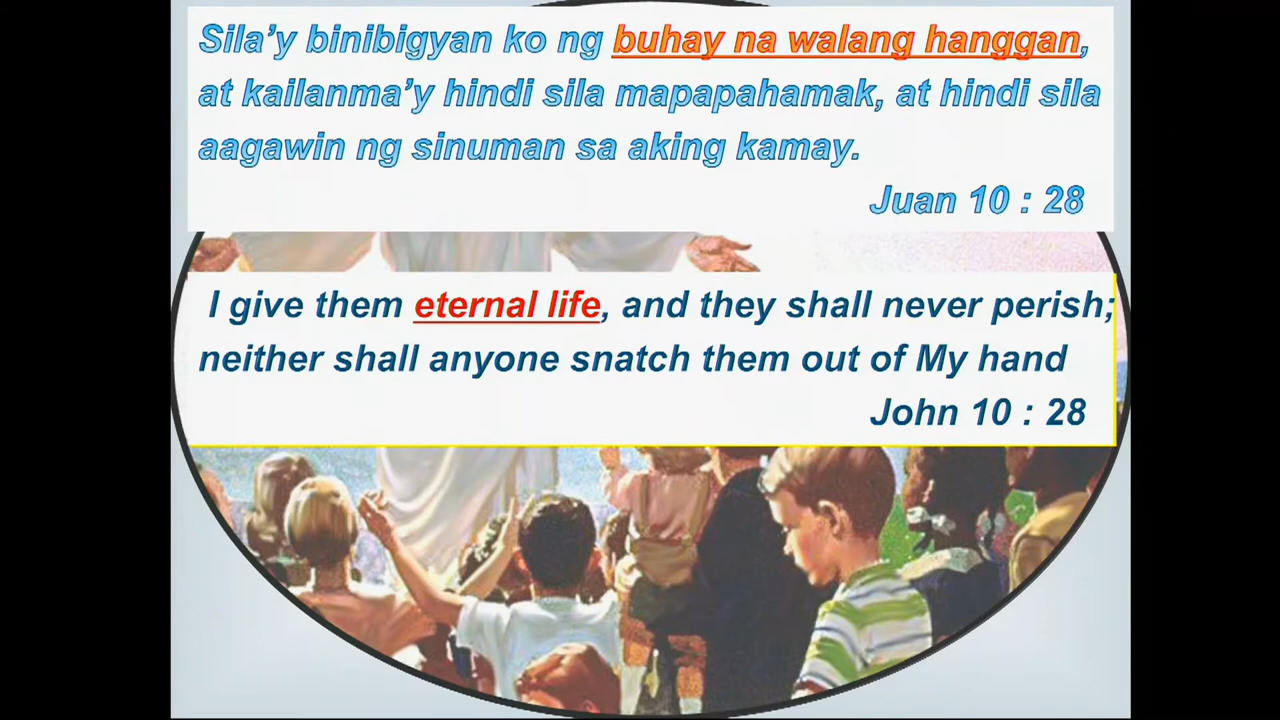 Sila’y binibigyan ko ng buhay na walang hanggan,
at kailanma’y hindi sila mapapahamak, at hindi sila
aagawin ng sinuman sa aking kamay.
Juan 10 : 28
I give them eternal life, and they shall never perish;
neither shall anyone snatch them out of My hand
John 10 : 28